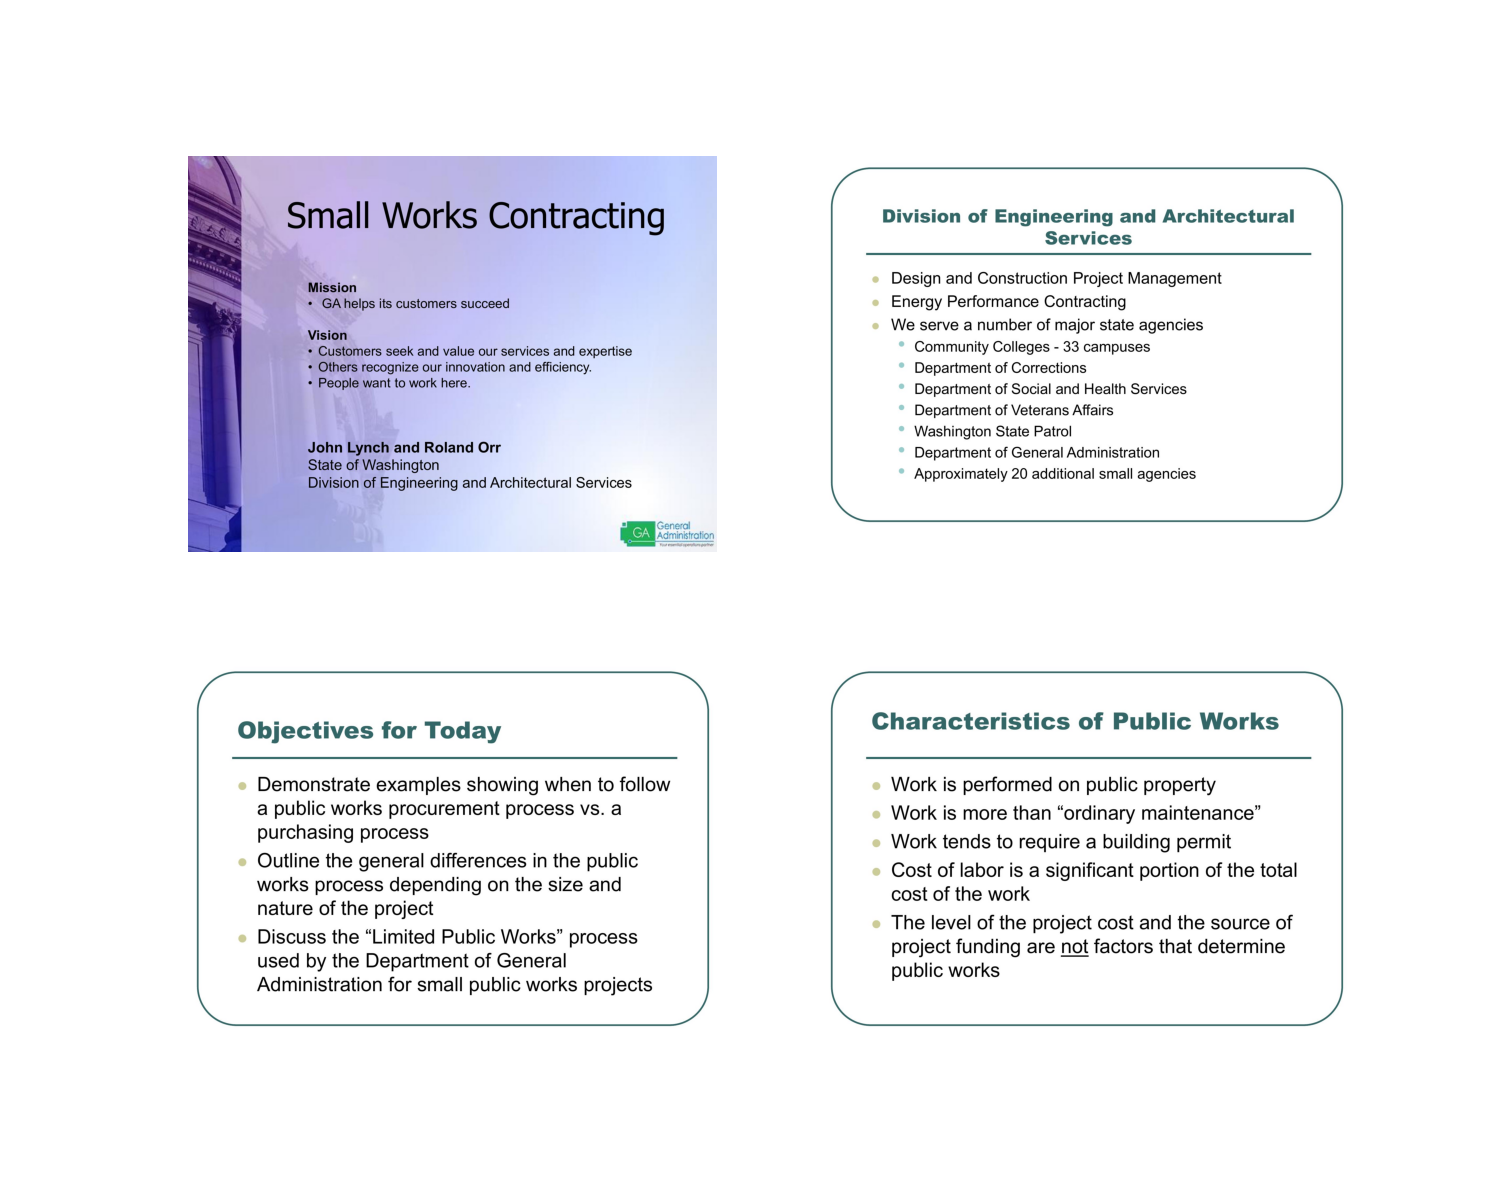 Small Works Contracting
Mission
• GA helps its customers succeed
Vision
• Customers seek and value our services and expertise
• Others recognize our innovation and efficiency.
• People want to work here.
John Lynch and Roland Orr
State of Washington
Division of Engineering and Architectural Services
GA
General
Administration
Your essential operations partner
Division of Engineering and Architectural
Services
• Design and Construction Project Management
• Energy Performance Contracting
• We serve a number of major state agencies
• Community Colleges - 33 campuses
• Department of Corrections
• Department of Social and Health Services
• Department of Veterans Affairs
• Washington State Patrol
• Department of General Administration
• Approximately 20 additional small agencies
Objectives for Today
• Demonstrate examples showing when to follow
a public works procurement process vs. a
purchasing process
• Outline the general differences in the public
works process depending on the size and
nature of the project
• Discuss the “Limited Public Works” process
used by the Department of General
Administration for small public works projects
Characteristics of Public Works
• Work is performed on public property
• Work is more than “ordinary maintenance”
• Work tends to require a building permit
• Cost of labor is a significant portion of the total
cost of the work
• The level of the project cost and the source of
project funding are not factors that determine
public works